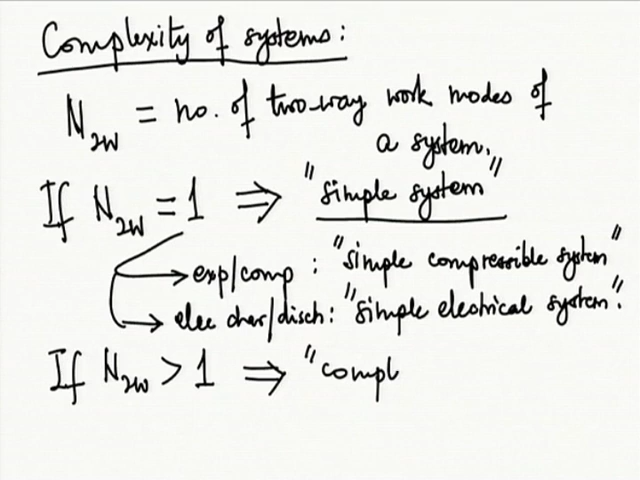 Complexity of systems:
N2W = no. of two-way work modes of
a system.
If N2W = 1 ⇒ "simple system"
→ exp/comp : "simple compressible system"
→ elec char/disch: "simple electrical system".
If N2W > 1 ⇒ "compl